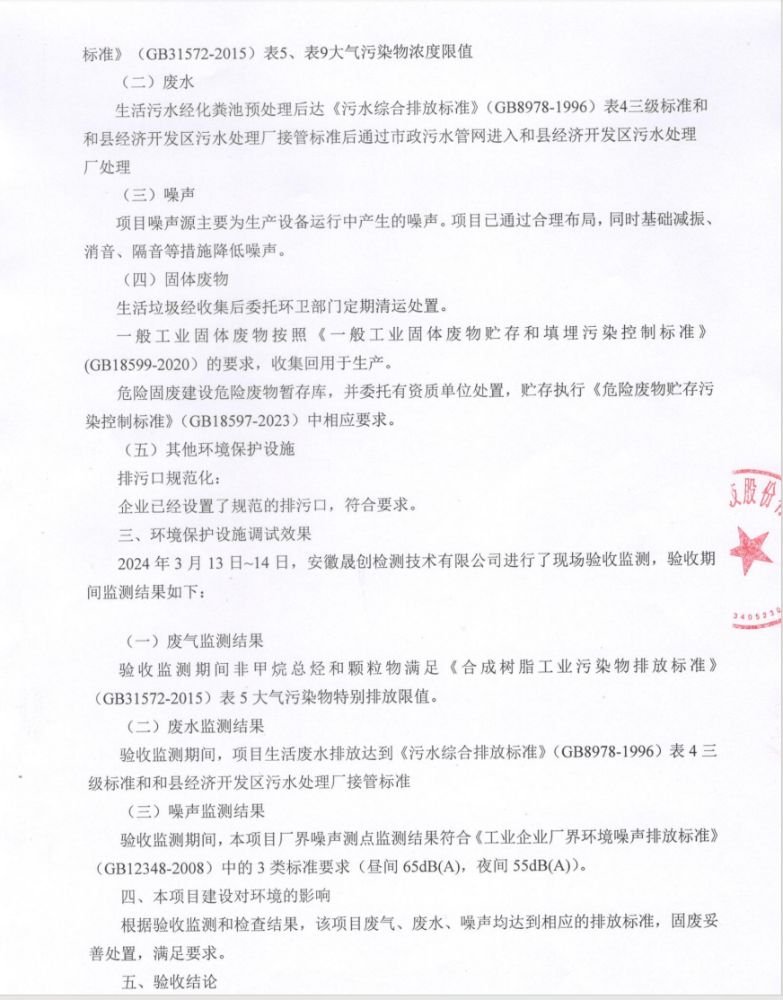 标准》（GB31572-2015）表5、表9大气污染物浓度限值
（二）废水
生活污水经化粪池预处理后达《污水综合排放标准》（GB8978-1996）表4三级标准和
和县经济开发区污水处理厂接管标准后通过市政污水管网进入和县经济开发区污水处理
厂处理
（三）噪声
项目噪声源主要为生产设备运行中产生的噪声。项目已通过合理布局，同时基础减振、
消音、隔音等措施降低噪声。
（四）固体废物
生活垃圾经收集后委托环卫部门定期清运处置。
一般工业固体废物按照《一般工业固体废物贮存和填埋污染控制标准》
(GB18599-2020）的要求，收集回用于生产。
危险固废建设危险废物暂存库，并委托有资质单位处置，贮存执行《危险废物贮存污
染控制标准》（GB18597-2023）中相应要求。
（五）其他环境保护设施
排污口规范化：
企业已经设置了规范的排污口，符合要求。
三、环境保护设施调试效果
2024 年 3 月 13 日~14 日，安徽晟创检测技术有限公司进行了现场验收监测，验收期
间监测结果如下：
股份
3405230
（一）废气监测结果
验收监测期间非甲烷总烃和颗粒物满足《合成树脂工业污染物排放标准》
（GB31572-2015）表 5 大气污染物特别排放限值。
（二）废水监测结果
验收监测期间，项目生活废水排放达到《污水综合排放标准》（GB8978-1996）表 4 三
级标准和和县经济开发区污水处理厂接管标准
（三）噪声监测结果
验收监测期间，本项目厂界噪声测点监测结果符合《工业企业厂界环境噪声排放标准》
（GB12348-2008）中的 3 类标准要求（昼间 65dB(A)，夜间 55dB(A)）。
四、本项目建设对环境的影响
根据验收监测和检查结果，该项目废气、废水、噪声均达到相应的排放标准，固废妥
善处置，满足要求。
五、验收结论